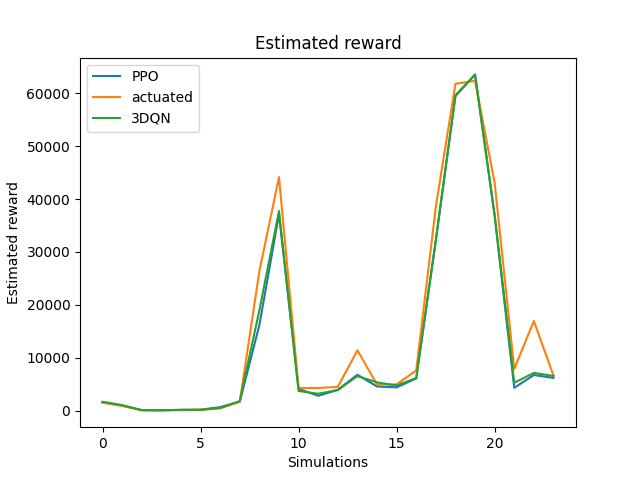 Estimated reward
PPO
actuated
3DQN
Estimated reward
60000
50000
40000
30000
20000
10000
0
0 5 10 15 20
Simulations